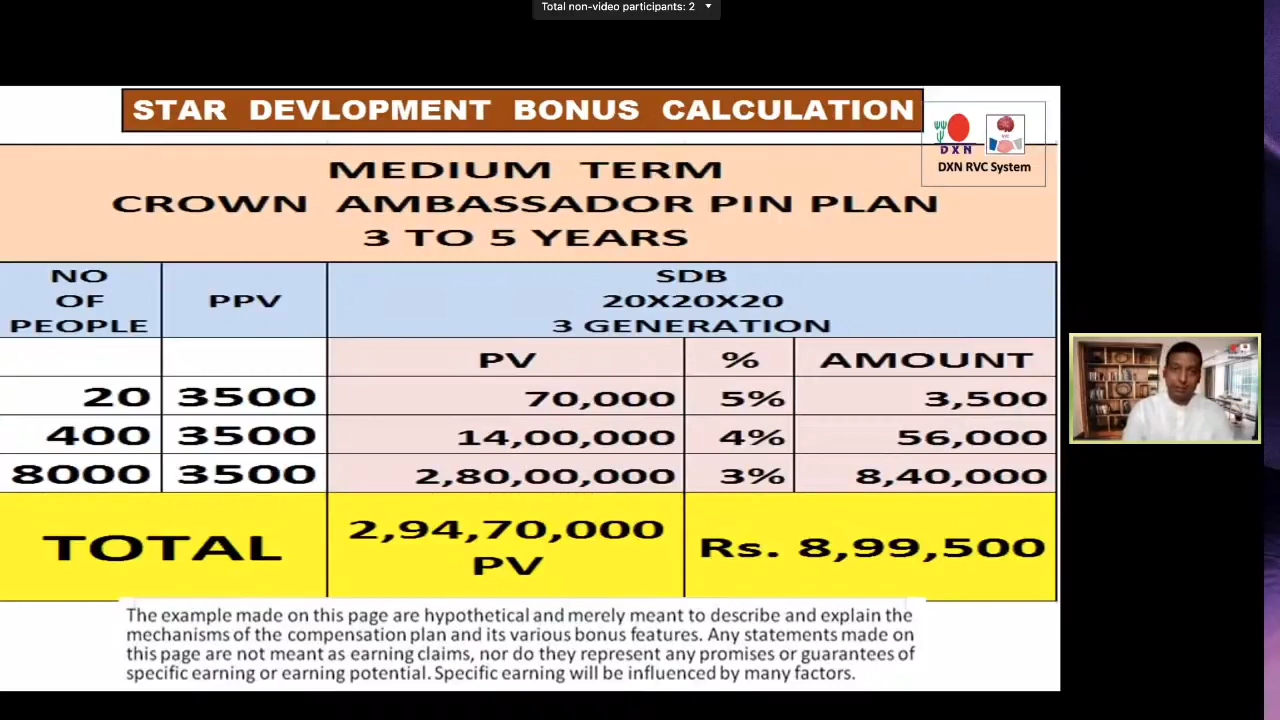 Total non-video participants: 2
STAR DEVLOPMENT BONUS CALCULATION
DXN
DXN RVC System
MEDIUM TERM
CROWN AMBASSADOR PIN PLAN
3 TO 5 YEARS
NO
OF
PEOPLE
PPV
SDB
20X20X20
3 GENERATION
PV % AMOUNT
20 3500 70,000 5% 3,500
400 3500 14,00,000 4% 56,000
8000 3500 2,80,00,000 3% 8,40,000
TOTAL
2,94,70,000
PV
Rs. 8,99,500
The example made on this page are hypothetical and merely meant to describe and explain the
mechanisms of the compensation plan and its various bonus features. Any statements made on
this page are not meant as earning claims, nor do they represent any promises or guarantees of
specific earning or earning potential. Specific earning will be influenced by many factors.